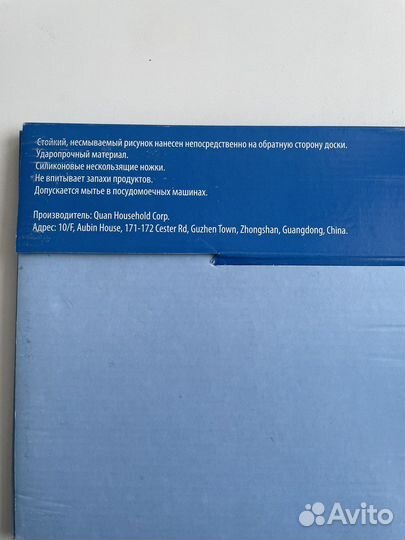 Стойкий, несмываемый рисунок нанесен непосредственно на обратную сторону доски.
Ударопрочный материал.
Силиконовые нескользящие ножки.
Не впитывает запахи продуктов.
Допускается мытье в посудомоечных машинах.
Производитель: Quan Household Corp.
Адрес: 10/F, Aubin House, 171-172 Cester Rd, Guzhen Town, Zhongshan, Guangdong, China.
Avito